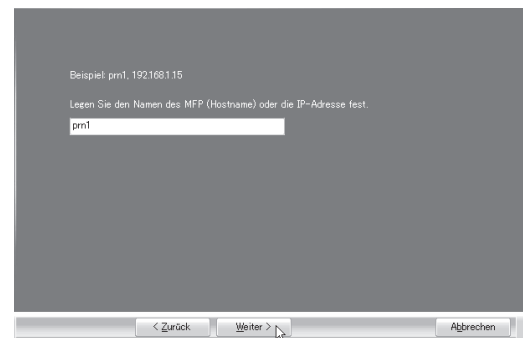 Beispiel: prn1, 192.168.1.15
Legen Sie den Namen des MFP (Hostname) oder die IP-Adresse fest.
prn1
< Zurück Weiter > Abbrechen